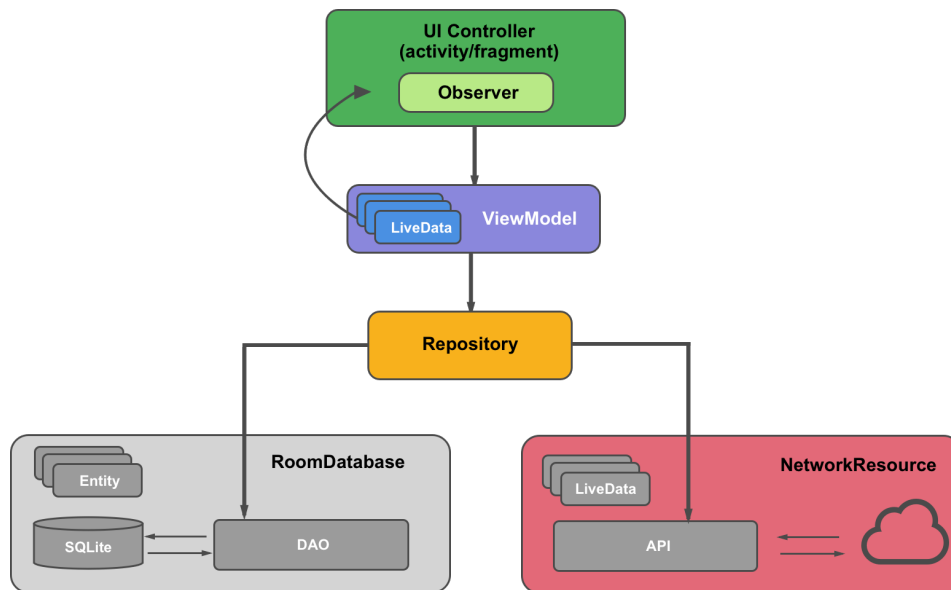 UI Controller
(activity/fragment)
Observer
LiveData
ViewModel
Repository
RoomDatabase
Entity
SQLite
DAO
NetworkResource
LiveData
API